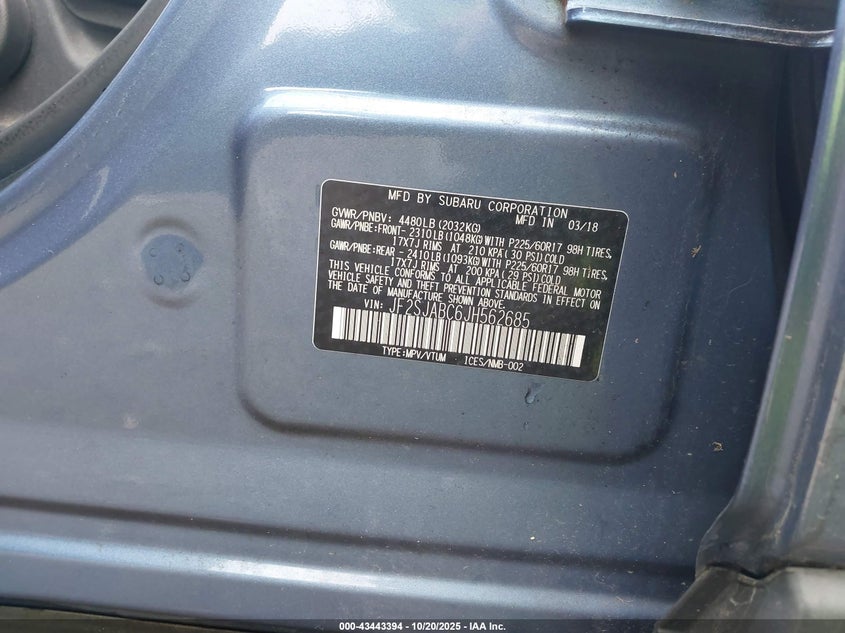 MFD BY SUBARU CORPORATION
MFD IN 03/18
GVWR/PNBV: 4480LB (2032KG)
GAWR/PNBE:FRONT- 2310LB(1048KG)WITH P225/60R17 98H TIRES,
17X7J RIMS AT 210 KPA( 30 PSI)COLD
GAWR/PNBE:REAR - 2410LB(1093KG)WITH P225/60R17 98H TIRES,
17X7J RIMS AT 200 KPA( 29 PSI)COLD
THIS VEHICLE CONFORMS TO ALL APPLICABLE FEDERAL MOTOR
VEHICLE SAFETY AND THEFT PREVENTION STANDARDS IN EFFECT ON
THE DATE OF MANUFACTURE SHOWN ABOVE.
VIN: JF2SJABC6JH562685
TYPE:MPV/VTUM ICES/NMB-002
000-43443394 - 10/20/2025 - IAA Inc.